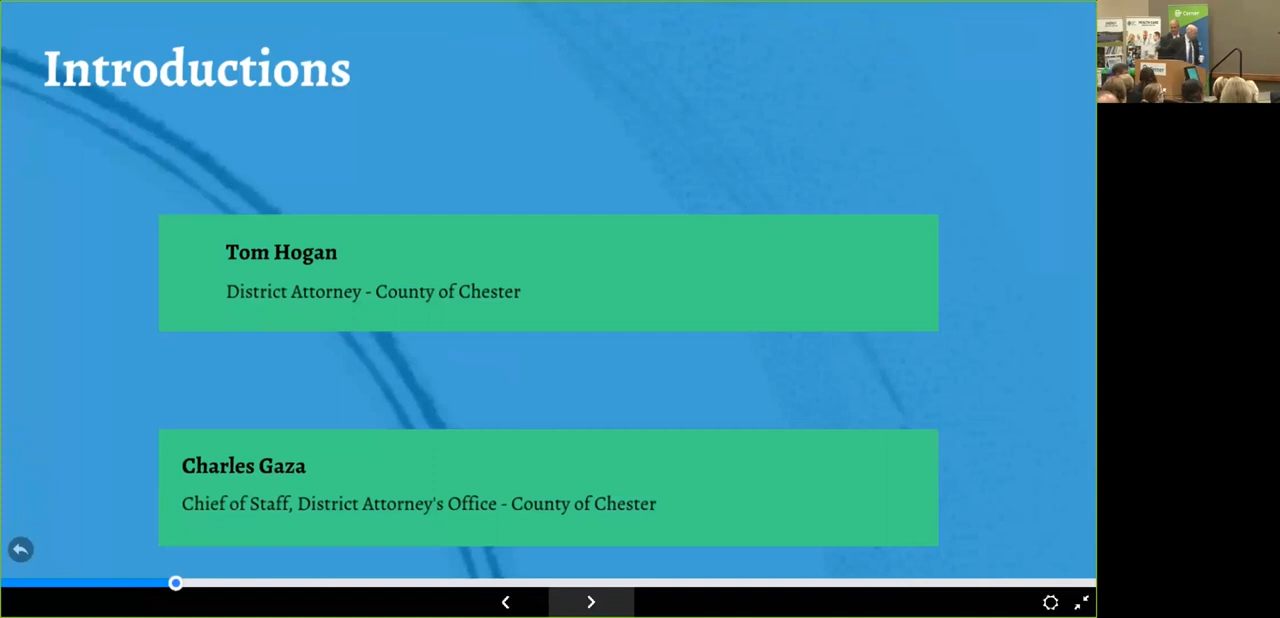 Introductions
Tom Hogan
District Attorney - County of Chester
Charles Gaza
Chief of Staff, District Attorney's Office - County of Chester
Cerner